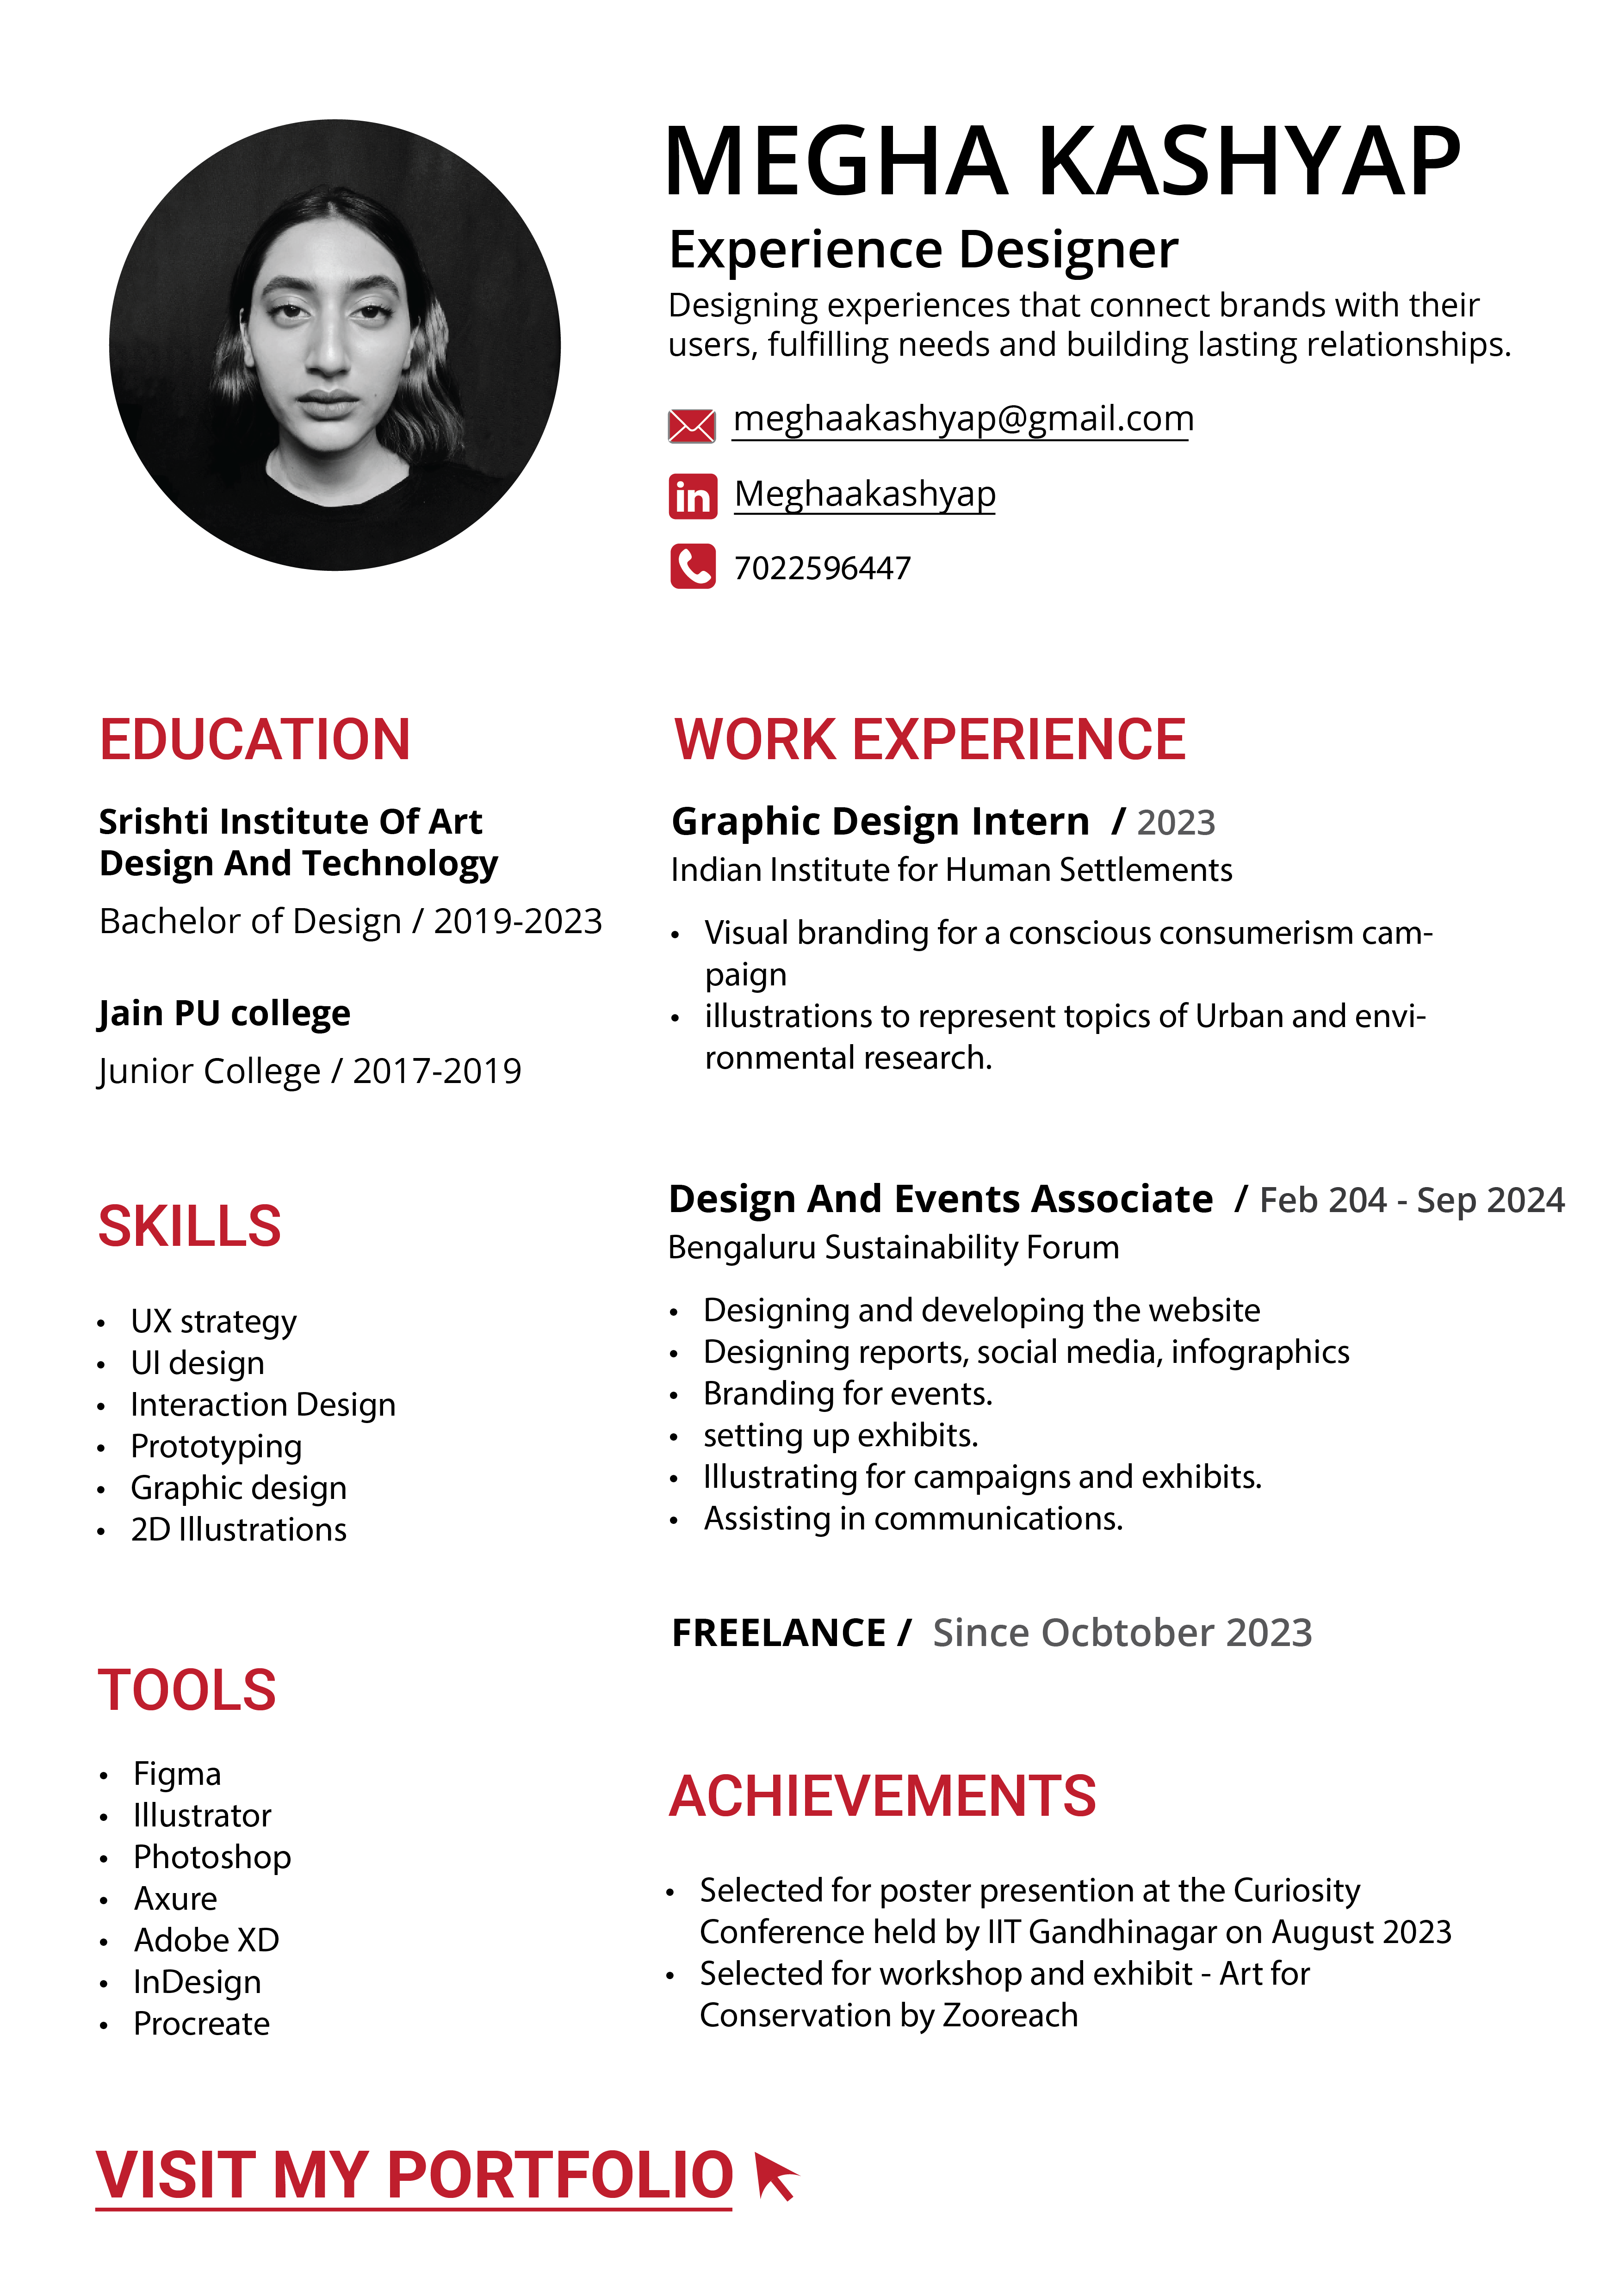 MEGHA KASHYAP
Experience Designer
Designing experiences that connect brands with their
users, fulfilling needs and building lasting relationships.
meghaakashyap@gmail.com
in Meghaakashyap
7022596447
EDUCATION
Srishti Institute Of Art
Design And Technology
Bachelor of Design / 2019-2023
Jain PU college
Junior College / 2017-2019
SKILLS
• UX strategy
• UI design
• Interaction Design
• Prototyping
• Graphic design
• 2D Illustrations
TOOLS
• Figma
• Illustrator
• Photoshop
• Axure
• Adobe XD
• InDesign
• Procreate
WORK EXPERIENCE
Graphic Design Intern / 2023
Indian Institute for Human Settlements
• Visual branding for a conscious consumerism cam-
paign
• illustrations to represent topics of Urban and envi-
ronmental research.
Design And Events Associate / Feb 204 - Sep 2024
Bengaluru Sustainability Forum
• Designing and developing the website
• Designing reports, social media, infographics
• Branding for events.
• setting up exhibits.
• Illustrating for campaigns and exhibits.
• Assisting in communications.
FREELANCE / Since Ocbtober 2023
ACHIEVEMENTS
• Selected for poster presention at the Curiosity
Conference held by IIT Gandhinagar on August 2023
• Selected for workshop and exhibit - Art for
Conservation by Zooreach
VISIT MY PORTFOLIO